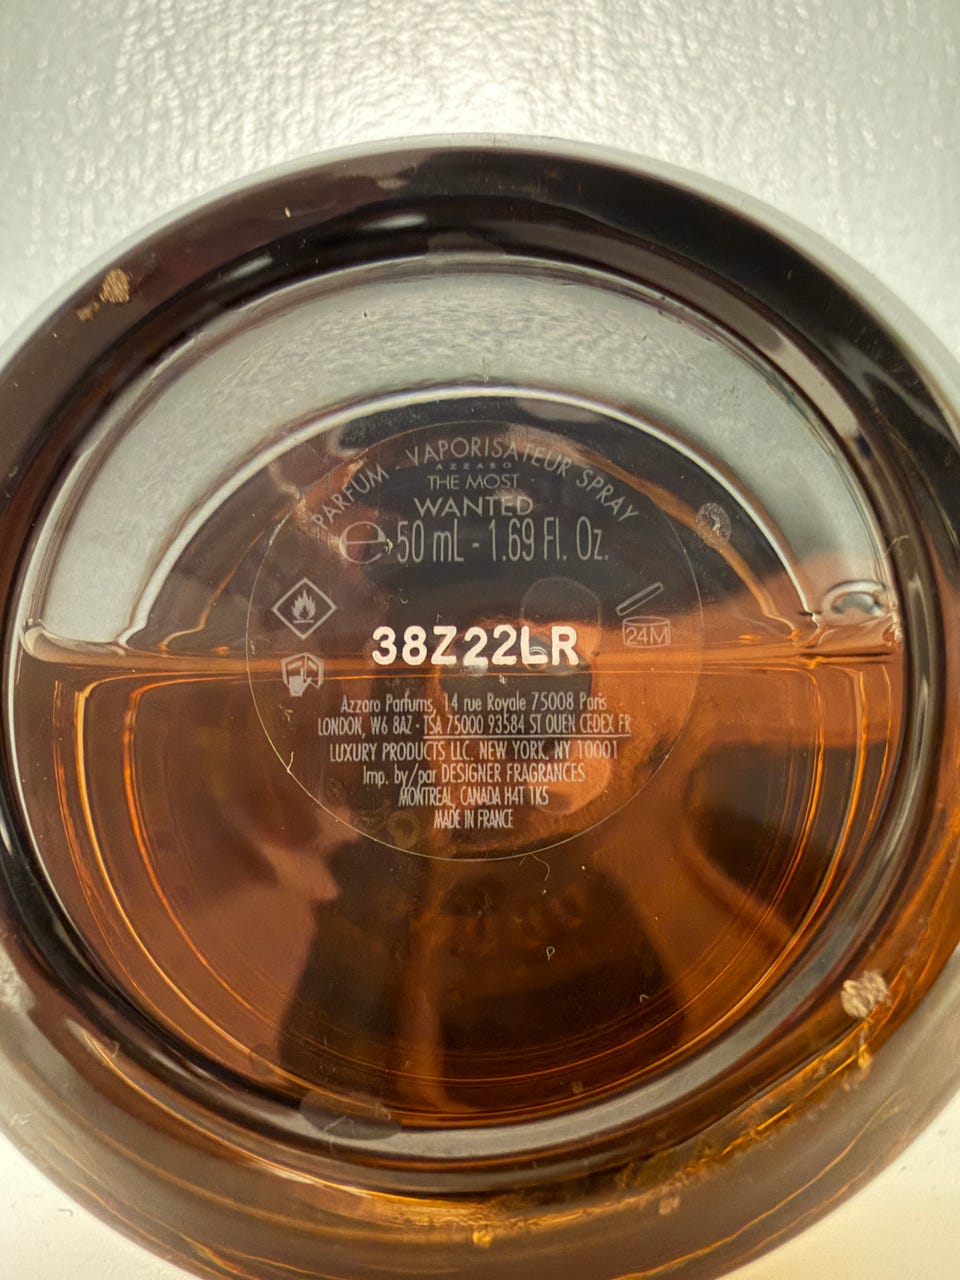 PARFUM - VAPORISATEUR SPRAY
AZZARO
THE MOST
WANTED
e 50 mL - 1.69 Fl. Oz.
24M
38Z22LR
Azzaro Parfums, 14 rue Royale 75008 Paris
LONDON, W6 8AZ - TSA 75000 93584 ST OUEN CEDEX FR
LUXURY PRODUCTS LLC, NEW YORK, NY 10001
Imp. by/par DESIGNER FRAGRANCES
MONTREAL, CANADA H4T 1K5
MADE IN FRANCE